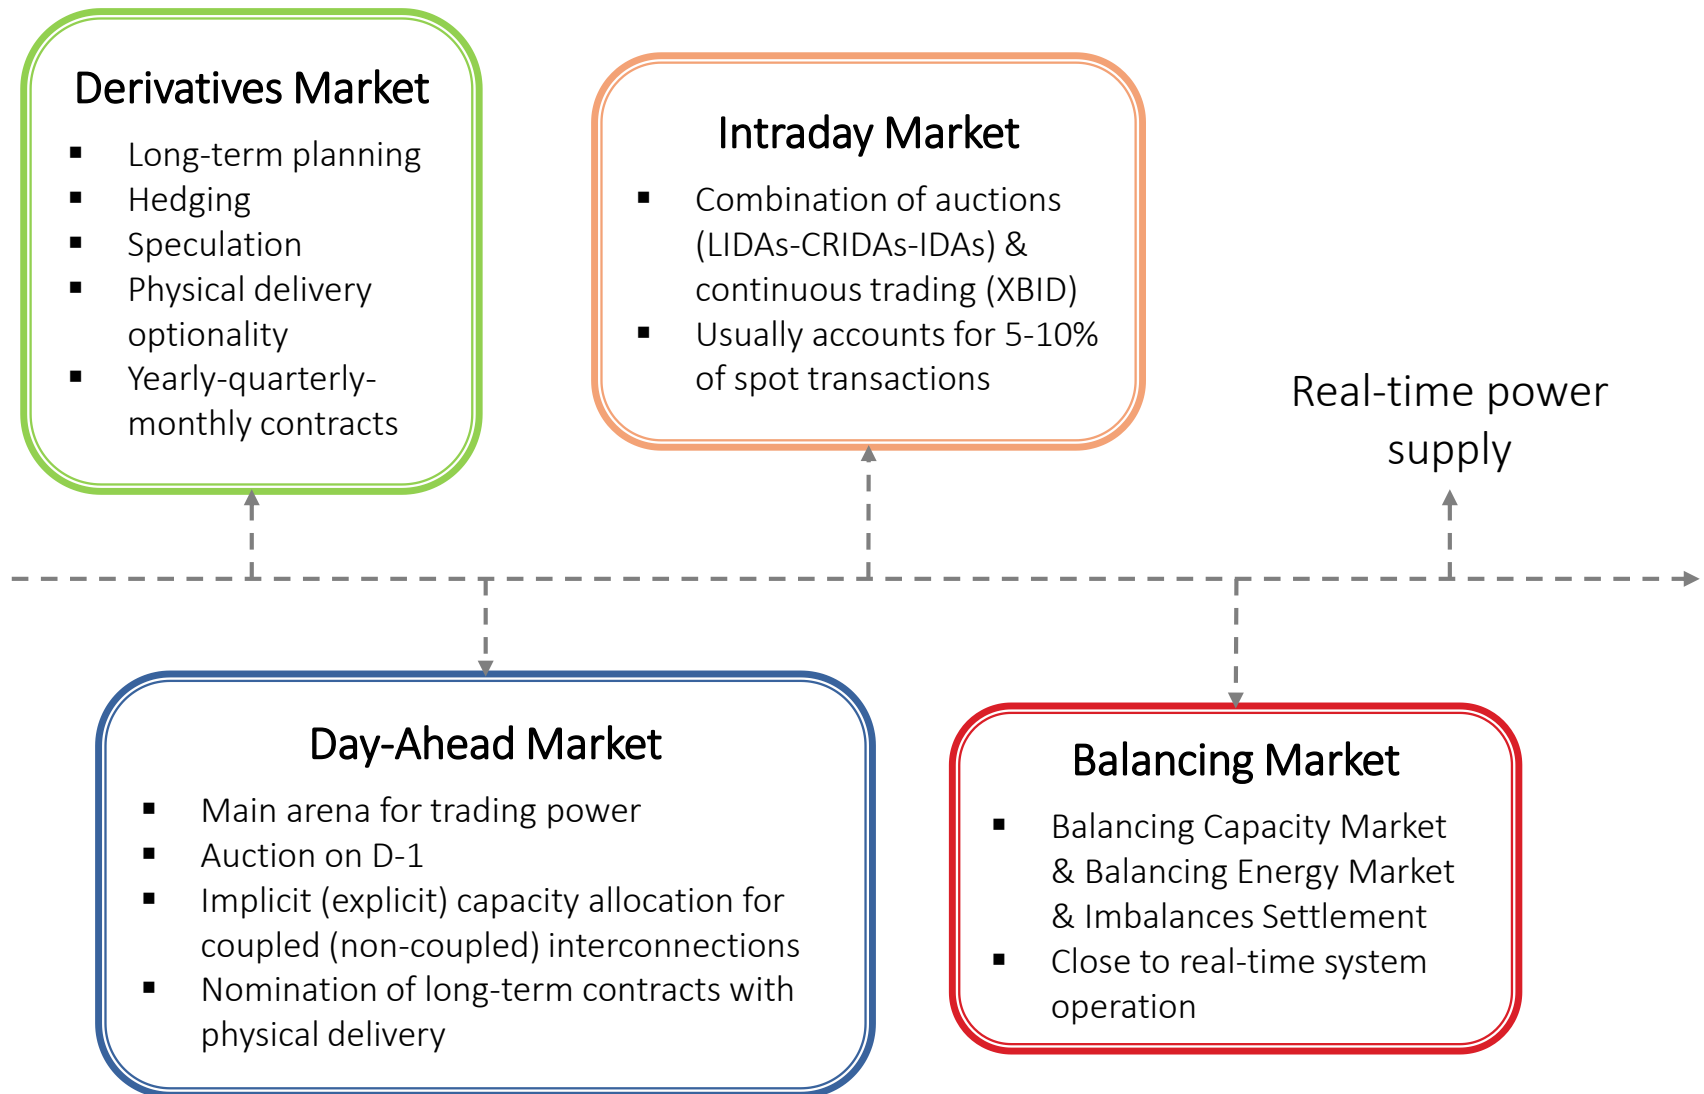 Derivatives Market
▪ Long-term planning
▪ Hedging
▪ Speculation
▪ Physical delivery
optionality
▪ Yearly-quarterly-
monthly contracts
Intraday Market
▪ Combination of auctions
(LIDAs-CRIDAs-IDAs) &
continuous trading (XBID)
▪ Usually accounts for 5-10%
of spot transactions
Real-time power
supply
Day-Ahead Market
▪ Main arena for trading power
▪ Auction on D-1
▪ Implicit (explicit) capacity allocation for
coupled (non-coupled) interconnections
▪ Nomination of long-term contracts with
physical delivery
Balancing Market
▪ Balancing Capacity Market
& Balancing Energy Market
& Imbalances Settlement
▪ Close to real-time system
operation